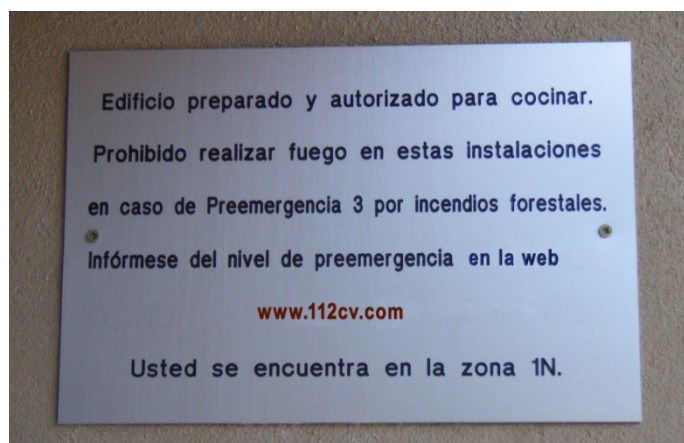 Edificio preparado y autorizado para cocinar.
Prohibido realizar fuego en estas instalaciones
en caso de Preemergencia 3 por incendios forestales.
Infórmese del nivel de preemergencia en la web
www.112cv.com
Usted se encuentra en la zona 1N.